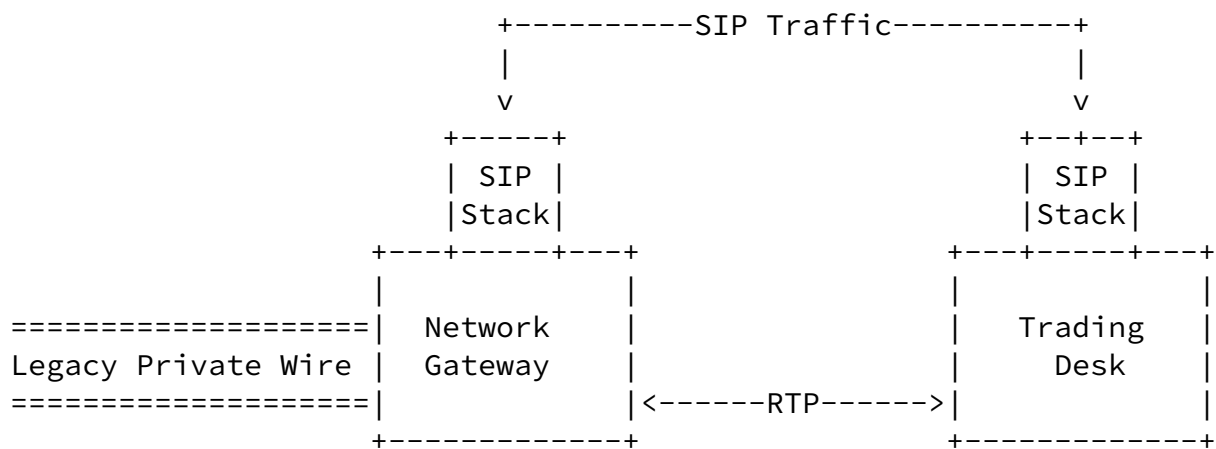 SIP Traffic
SIP SIP
Stack Stack
Network Trading
Legacy Private Wire Gateway Desk
RTP